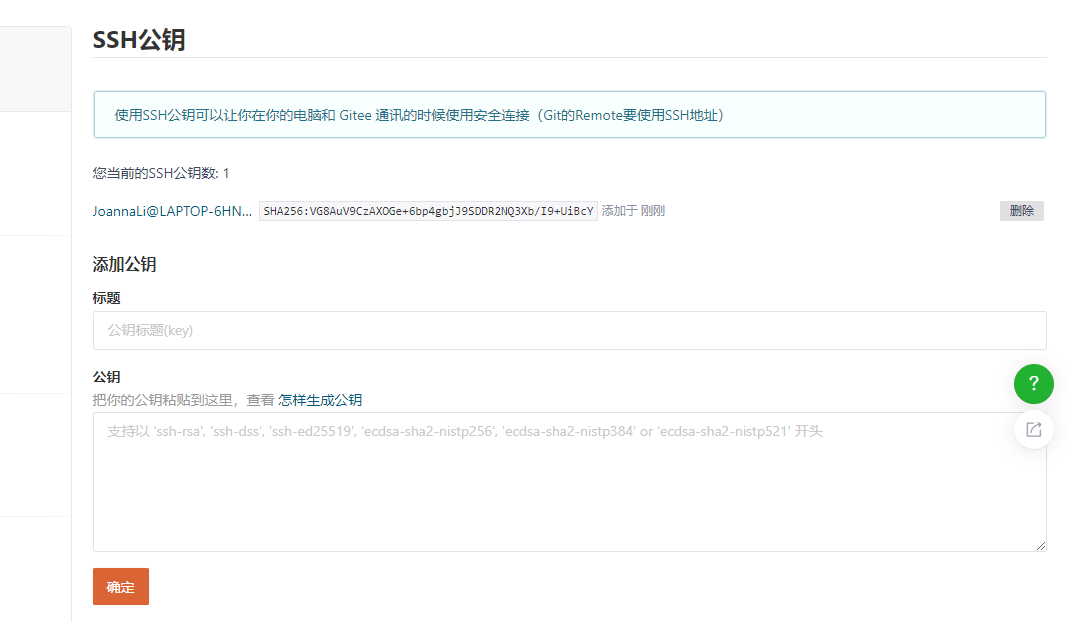 SSH公钥
使用SSH公钥可以让你在你的电脑和 Gitee 通讯的时候使用安全连接（Git的Remote要使用SSH地址）
您当前的SSH公钥数: 1
JoannaLi@LAPTOP-6HN... SHA256:VG8AuV9CzAXOGe+6bp4gbjJ9SDDR2NQ3Xb/I9+UiBcY 添加于 刚刚 删除
添加公钥
标题
公钥标题(key)
公钥
把你的公钥粘贴到这里，查看 怎样生成公钥
支持以 'ssh-rsa', 'ssh-dss', 'ssh-ed25519', 'ecdsa-sha2-nistp256', 'ecdsa-sha2-nistp384' or 'ecdsa-sha2-nistp521' 开头
?
确定